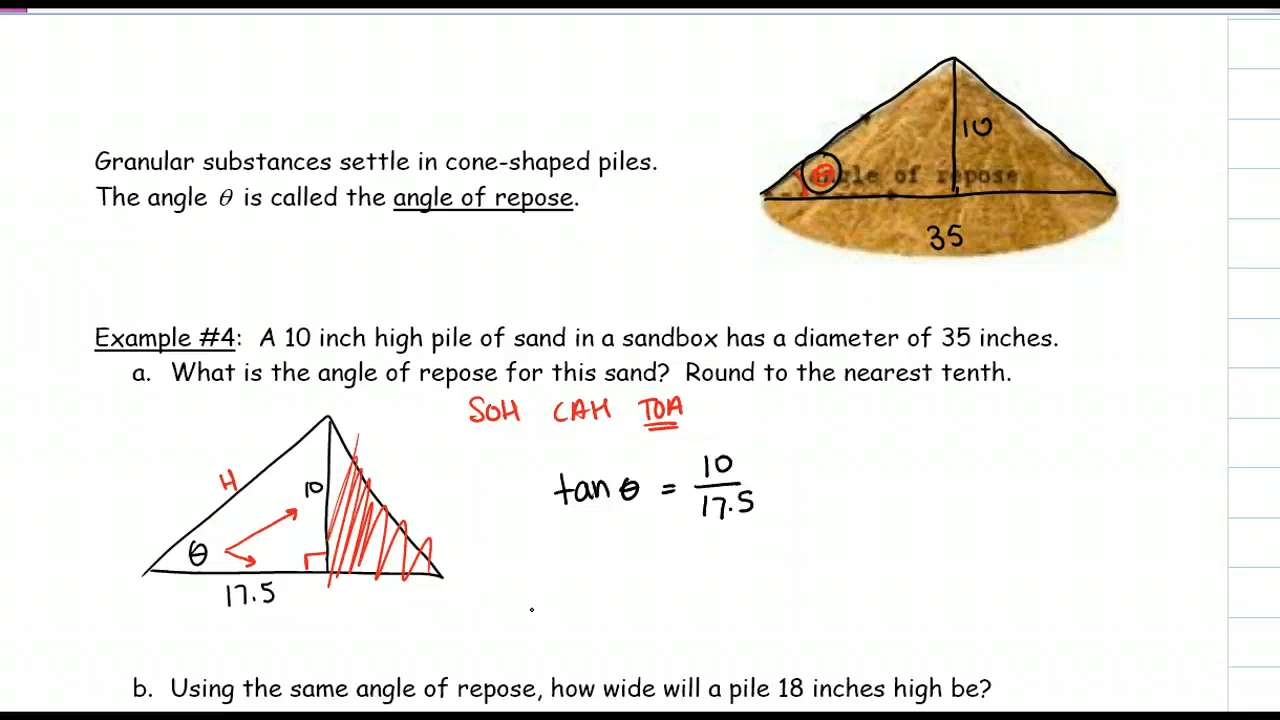 10
θ angle of repose
35
Granular substances settle in cone-shaped piles.
The angle θ is called the angle of repose.
Example #4: A 10 inch high pile of sand in a sandbox has a diameter of 35 inches.
a. What is the angle of repose for this sand? Round to the nearest tenth.
SOH CAH TOA
H
10
θ
17.5
tan θ = 10
17.5
b. Using the same angle of repose, how wide will a pile 18 inches high be?